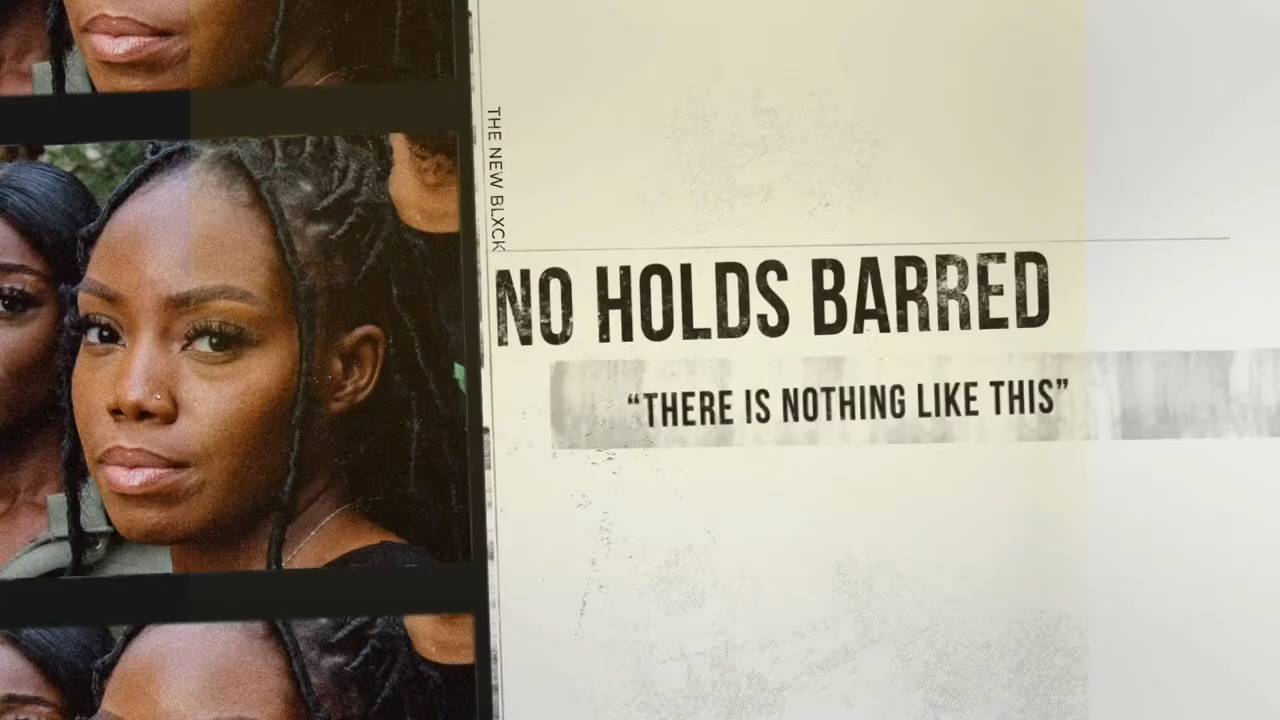 THE NEW BLXCK
NO HOLDS BARRED
“THERE IS NOTHING LIKE THIS”